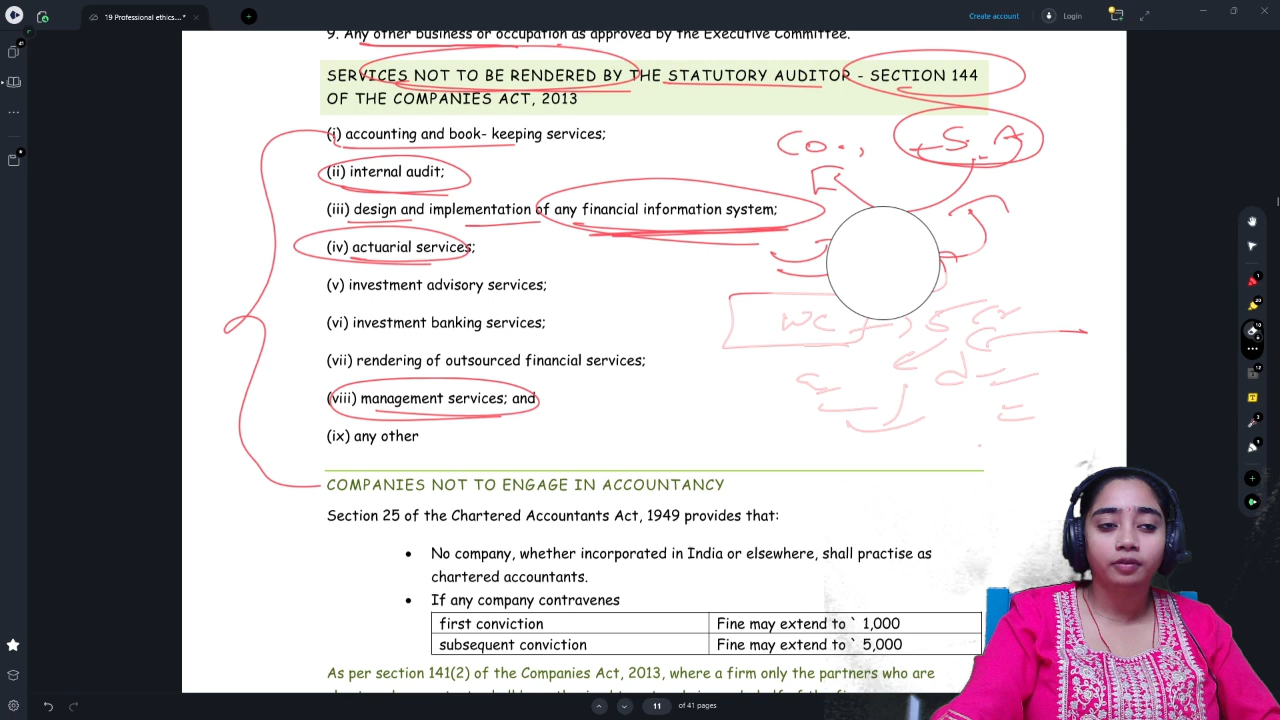 19 Professional ethics....*
Create account
Login
9. Any other business or occupation as approved by the Executive Committee.
SERVICES NOT TO BE RENDERED BY THE STATUTORY AUDITOR - SECTION 144
OF THE COMPANIES ACT, 2013
(i) accounting and book- keeping services;
Co.,
S. A
(ii) internal audit;
(iii) design and implementation of any financial information system;
(iv) actuarial services;
(v) investment advisory services;
(vi) investment banking services;
WC → 5 Cr
(vii) rendering of outsourced financial services;
(viii) management services; and
(ix) any other
COMPANIES NOT TO ENGAGE IN ACCOUNTANCY
Section 25 of the Chartered Accountants Act, 1949 provides that:
• No company, whether incorporated in India or elsewhere, shall practise as
chartered accountants.
• If any company contravenes
first conviction Fine may extend to ` 1,000
subsequent conviction Fine may extend to ` 5,000
As per section 141(2) of the Companies Act, 2013, where a firm only the partners who are
11 of 41 pages